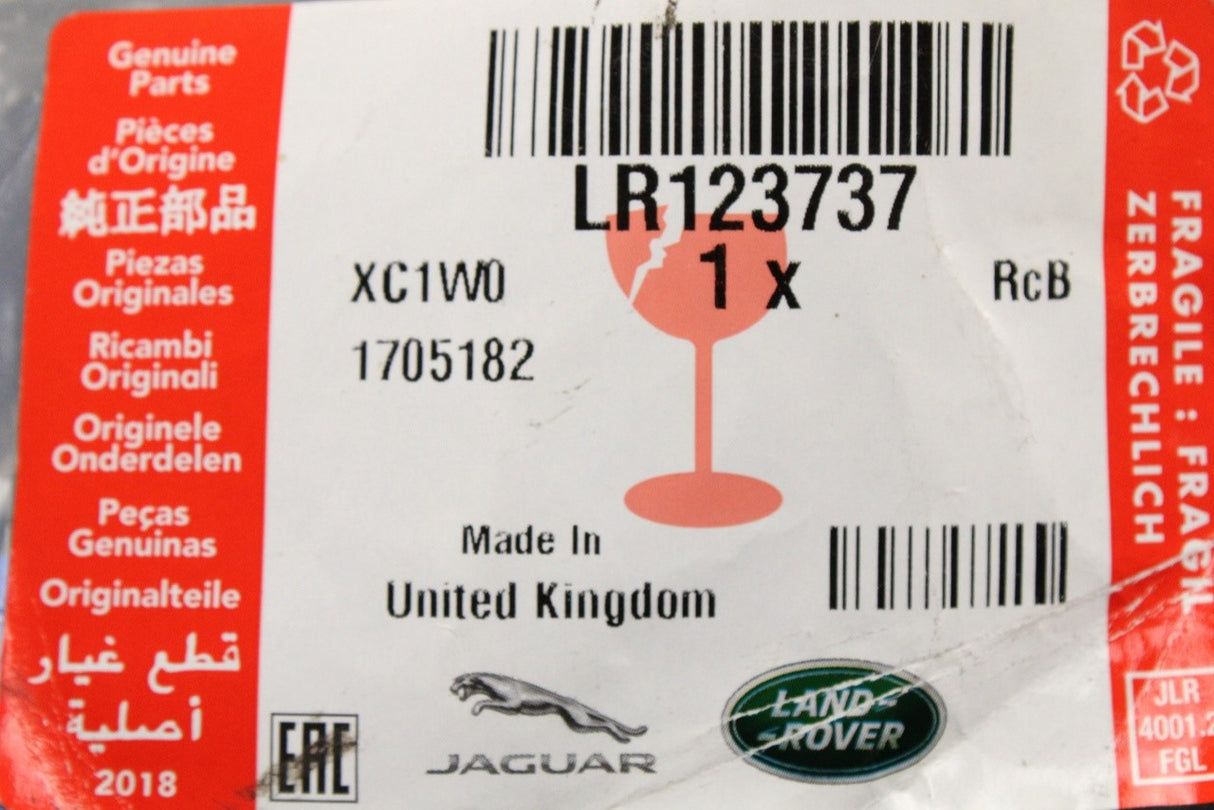 Genuine
Parts
Pièces
d'Origine
純正部品
Piezas
Originales
Ricambi
Originali
Originele
Onderdelen
Peças
Genuinas
Originalteile
قطع غيار
أصلية
2018
LR123737
XC1W0
1 x
RcB
1705182
Made In
United Kingdom
EAC
JAGUAR
LAND-
-ROVER
FRAGILE : FRAGN
ZERBRECHLICH
JLR
4001.2
FGL